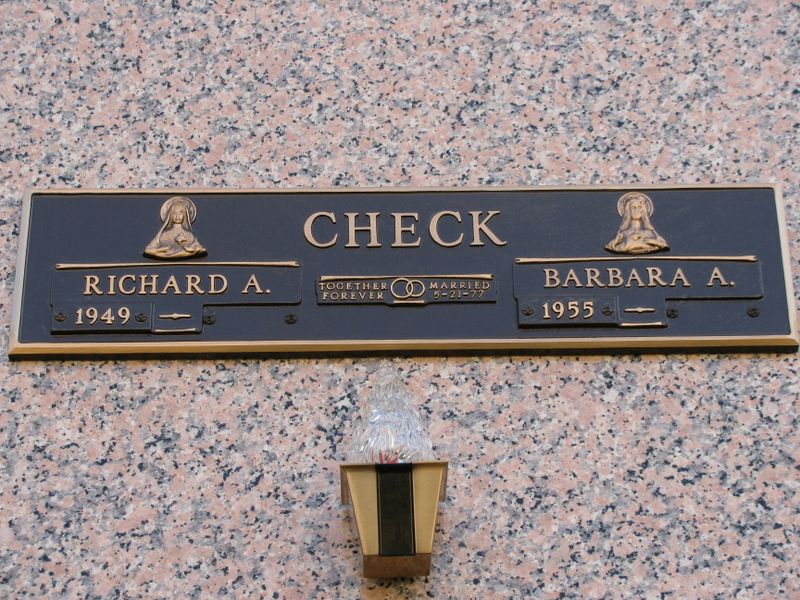 CHECK
RICHARD A.
1949 –
TOGETHER MARRIED
FOREVER 5-21-77
BARBARA A.
1955 –